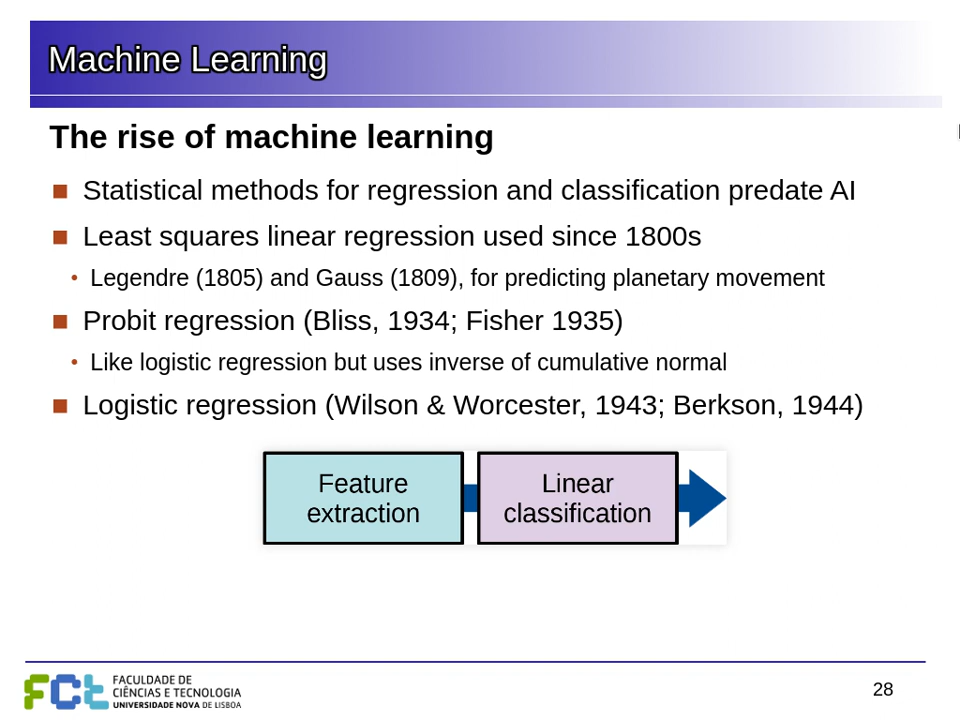 Machine Learning
The rise of machine learning
Statistical methods for regression and classification predate AI
Least squares linear regression used since 1800s
Legendre (1805) and Gauss (1809), for predicting planetary movement
Probit regression (Bliss, 1934; Fisher 1935)
Like logistic regression but uses inverse of cumulative normal
Logistic regression (Wilson & Worcester, 1943; Berkson, 1944)
Feature
extraction
Linear
classification
FCt
FACULDADE DE
CIÊNCIAS E TECNOLOGIA
UNIVERSIDADE NOVA DE LISBOA
28